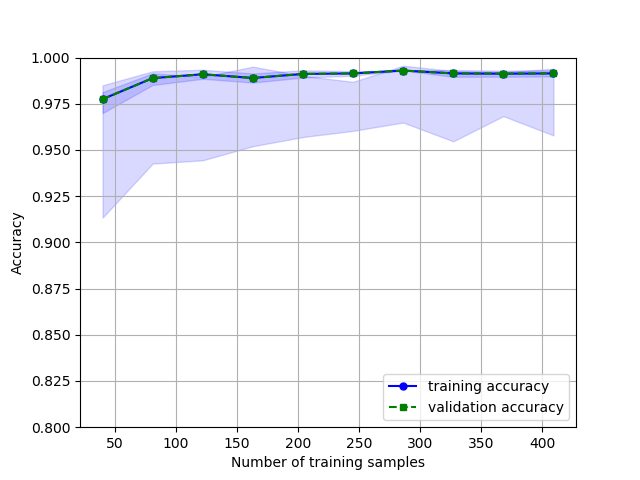 1.000
0.975
0.950
0.925
0.900
0.875
0.850
0.825
0.800
Accuracy
training accuracy
validation accuracy
50 100 150 200 250 300 350 400
Number of training samples